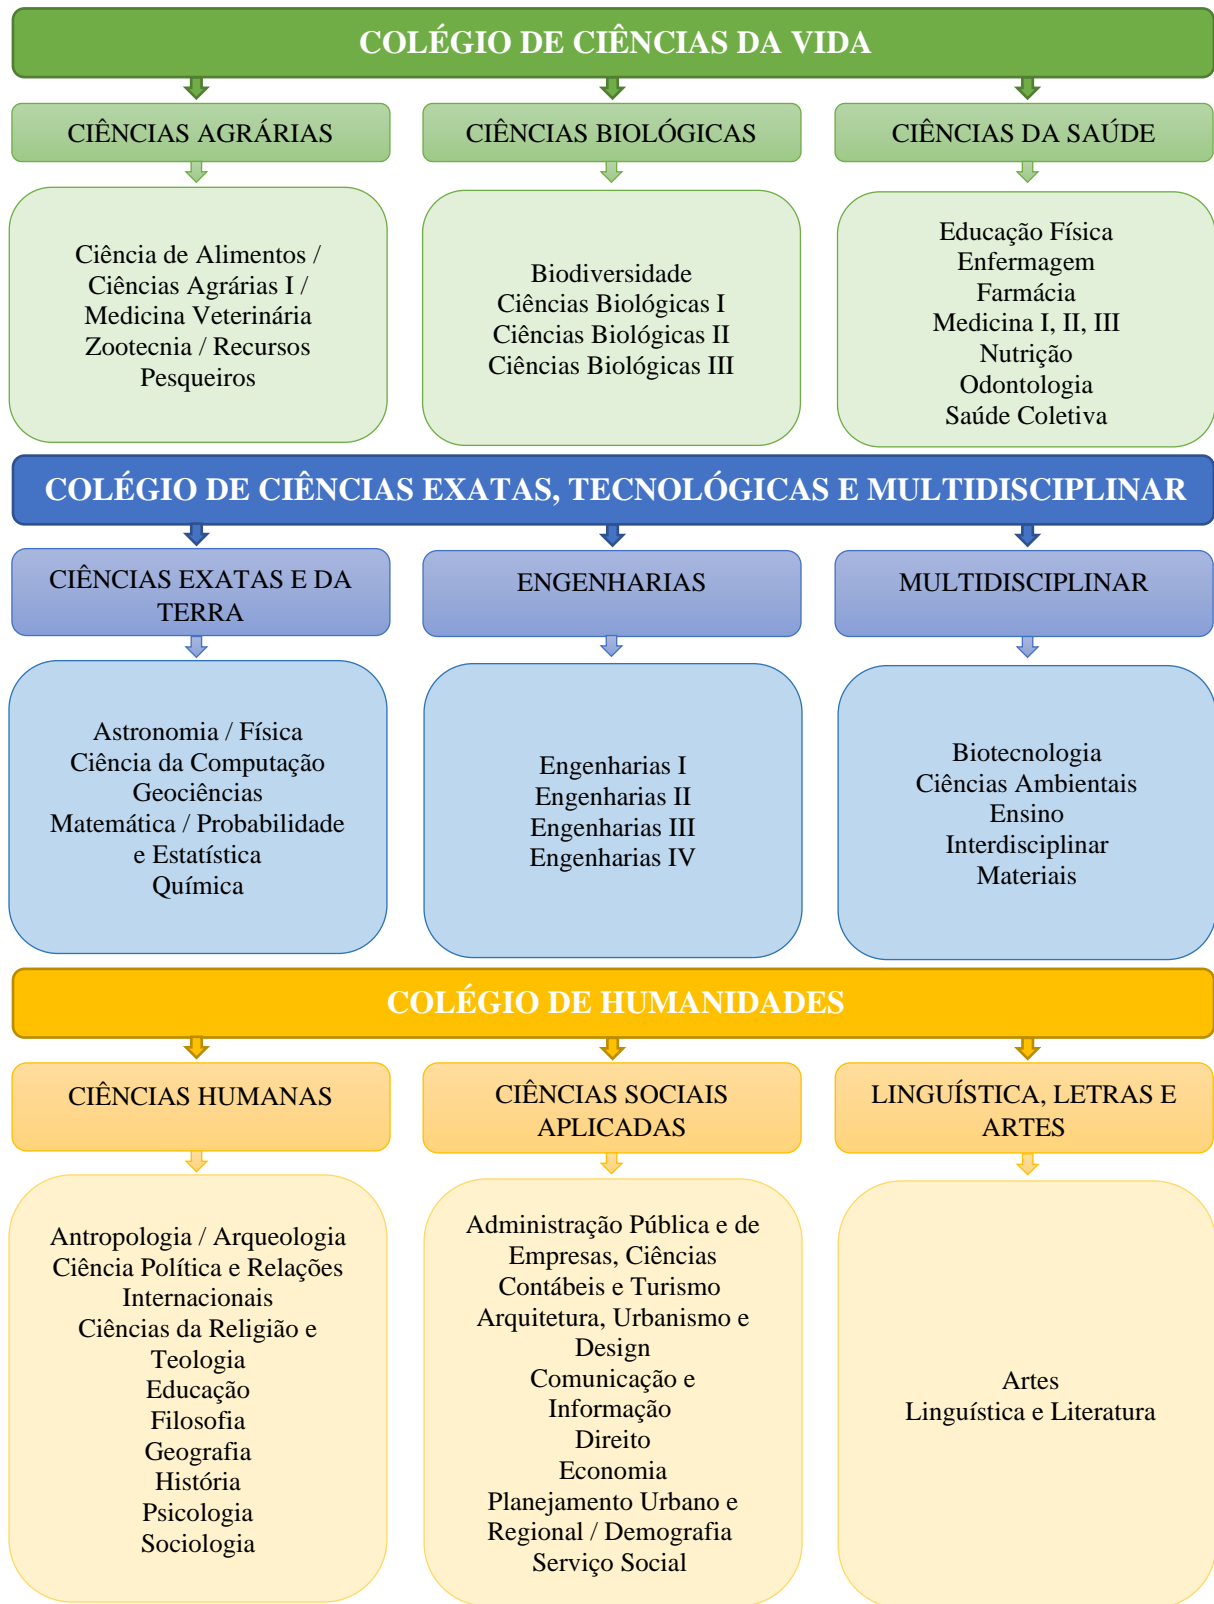 COLÉGIO DE CIÊNCIAS DA VIDA
CIÊNCIAS AGRÁRIAS
CIÊNCIAS BIOLÓGICAS
CIÊNCIAS DA SAÚDE
Ciência de Alimentos /
Ciências Agrárias I /
Medicina Veterinária
Zootecnia / Recursos
Pesqueiros
Biodiversidade
Ciências Biológicas I
Ciências Biológicas II
Ciências Biológicas III
Educação Física
Enfermagem
Farmácia
Medicina I, II, III
Nutrição
Odontologia
Saúde Coletiva
COLÉGIO DE CIÊNCIAS EXATAS, TECNOLÓGICAS E MULTIDISCIPLINAR
CIÊNCIAS EXATAS E DA
TERRA
ENGENHARIAS
MULTIDISCIPLINAR
Astronomia / Física
Ciência da Computação
Geociências
Matemática / Probabilidade
e Estatística
Química
Engenharias I
Engenharias II
Engenharias III
Engenharias IV
Biotecnologia
Ciências Ambientais
Ensino
Interdisciplinar
Materiais
COLÉGIO DE HUMANIDADES
CIÊNCIAS HUMANAS
CIÊNCIAS SOCIAIS
APLICADAS
LINGUÍSTICA, LETRAS E
ARTES
Antropologia / Arqueologia
Ciência Política e Relações
Internacionais
Ciências da Religião e
Teologia
Educação
Filosofia
Geografia
História
Psicologia
Sociologia
Administração Pública e de
Empresas, Ciências
Contábeis e Turismo
Arquitetura, Urbanismo e
Design
Comunicação e
Informação
Direito
Economia
Planejamento Urbano e
Regional / Demografia
Serviço Social
Artes
Linguística e Literatura